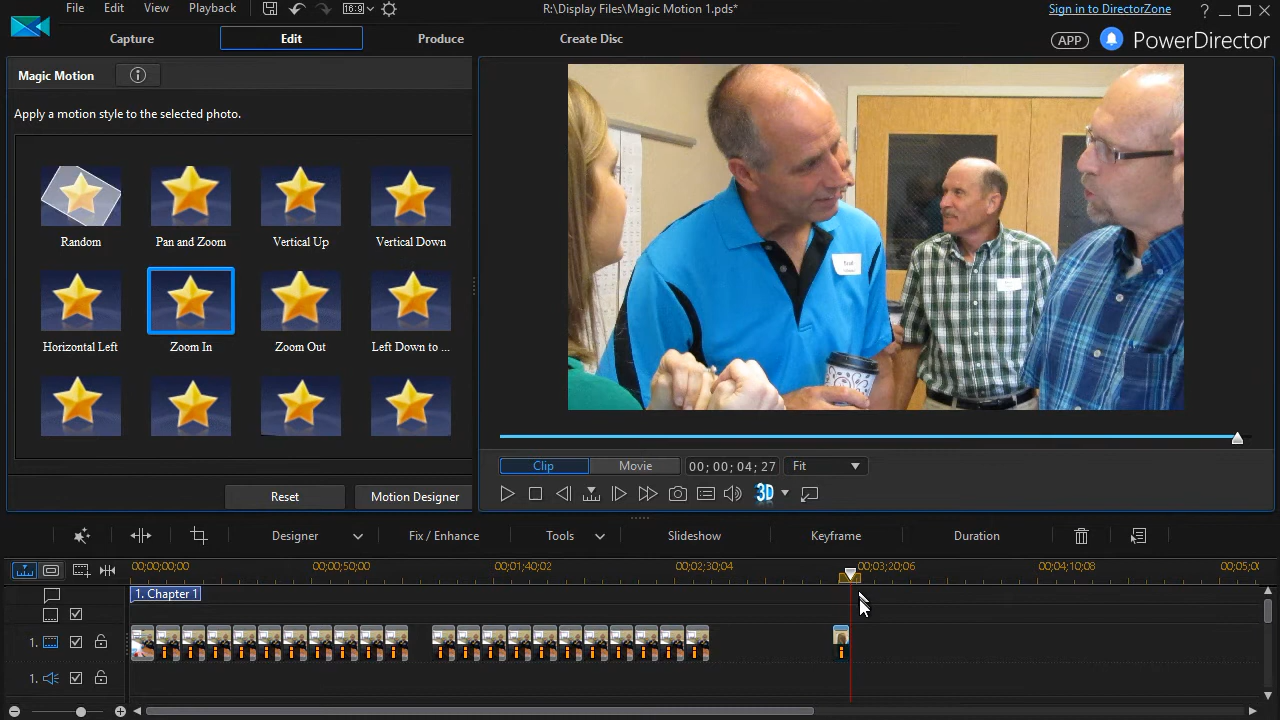 File Edit View Playback 16:9 R:\Display Files\Magic Motion 1.pds* Sign in to DirectorZone ?
Capture Edit Produce Create Disc APP PowerDirector
Magic Motion
Apply a motion style to the selected photo.
Random Pan and Zoom Vertical Up Vertical Down
Horizontal Left Zoom In Zoom Out Left Down to ...
Reset Motion Designer
Clip Movie 00; 00; 04; 27 Fit
3D
Designer Fix / Enhance Tools Slideshow Keyframe Duration
00;00;00;00 00;00;50;00 00;01;40;02 00;02;30;04 00;03;20;06 00;04;10;08
1. Chapter 1
1.
1.